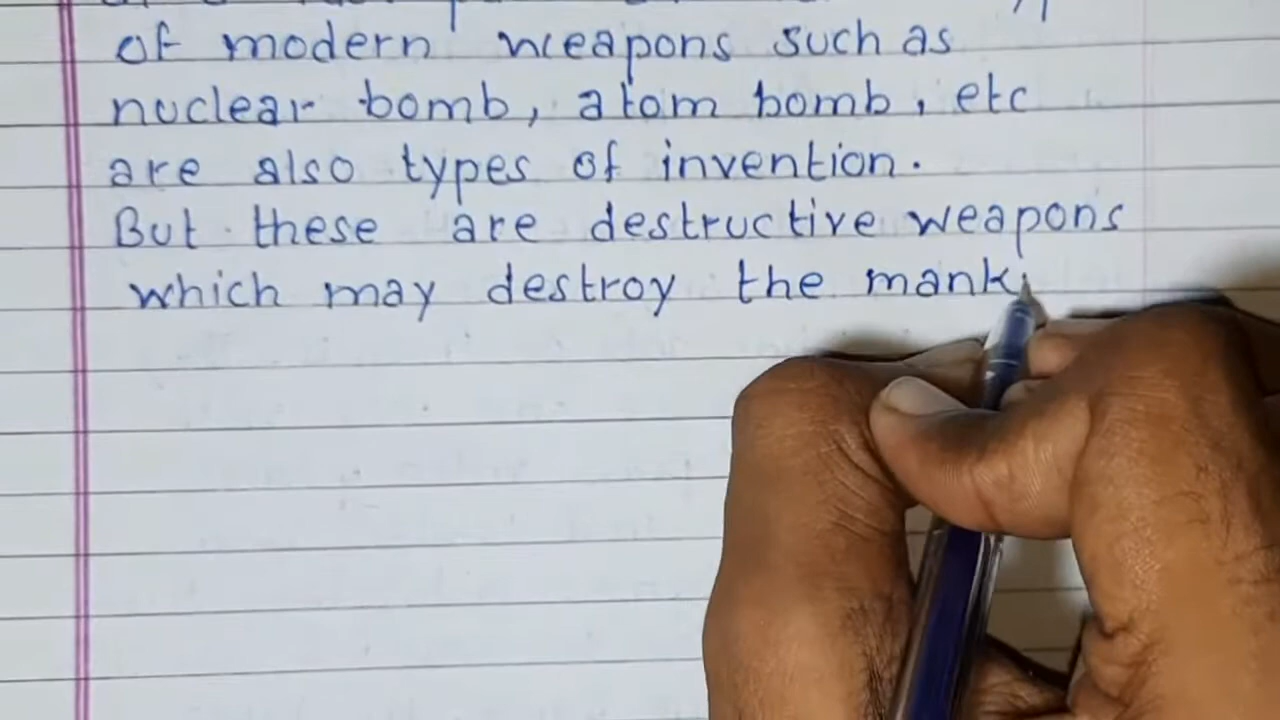 of modern weapons such as
nuclear bomb, atom bomb, etc
are also types of invention.
But these are destructive weapons
which may destroy the mank